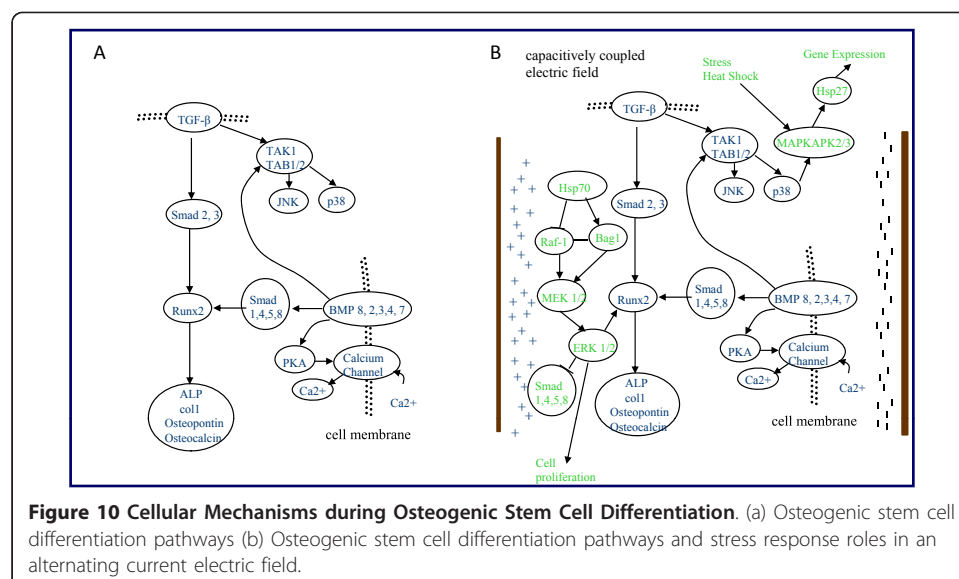 A
TGF-β
TAK1
TAB1/2
JNK
p38
Smad 2, 3
Runx2
Smad
1,4,5,8
BMP 8, 2,3,4, 7
PKA
Calcium
Channel
Ca2+
Ca2+
ALP
col1
Osteopontin
Osteocalcin
cell membrane
B
capacitively coupled
electric field
Stress
Heat Shock
Gene Expression
Hsp27
MAPKAPK2/3
TGF-β
TAK1
TAB1/2
JNK
p38
Hsp70
Raf-1
Bag1
Smad 2, 3
MEK 1/2
Runx2
Smad
1,4,5,8
BMP 8, 2,3,4, 7
ERK 1/2
PKA
Calcium
Channel
Ca2+
Ca2+
Smad
1,4,5,8
ALP
col1
Osteopontin
Osteocalcin
cell membrane
Cell
proliferation
Figure 10 Cellular Mechanisms during Osteogenic Stem Cell Differentiation. (a) Osteogenic stem cell
differentiation pathways (b) Osteogenic stem cell differentiation pathways and stress response roles in an
alternating current electric field.